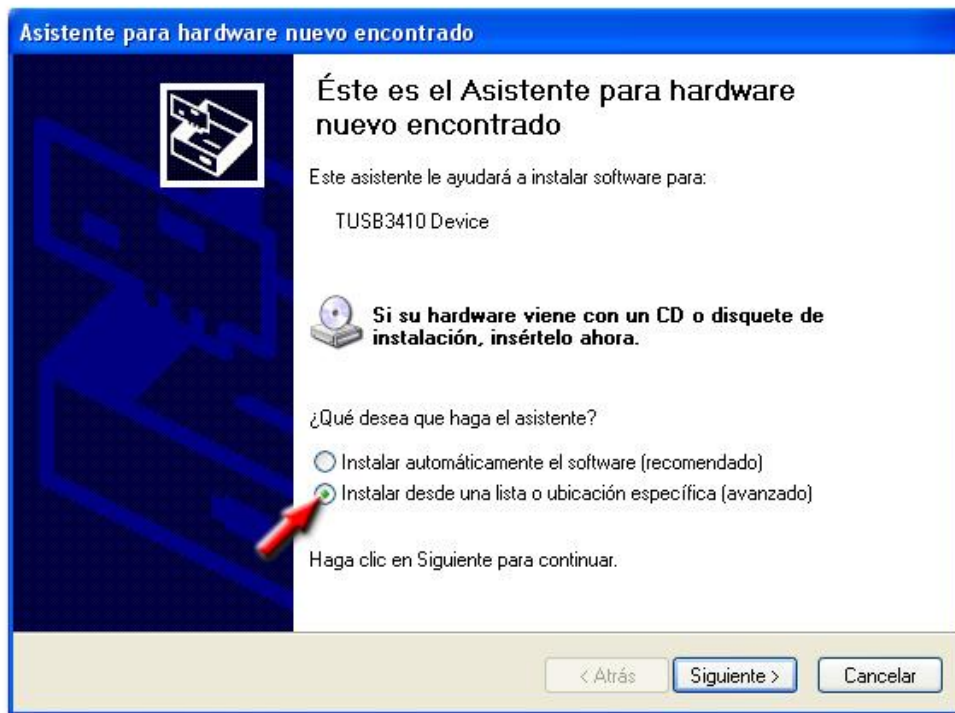 Asistente para hardware nuevo encontrado
Éste es el Asistente para hardware
nuevo encontrado
Este asistente le ayudará a instalar software para:
TUSB3410 Device
Si su hardware viene con un CD o disquete de
instalación, insértelo ahora.
¿Qué desea que haga el asistente?
Instalar automáticamente el software (recomendado)
Instalar desde una lista o ubicación específica (avanzado)
Haga clic en Siguiente para continuar.
< Atrás
Siguiente >
Cancelar